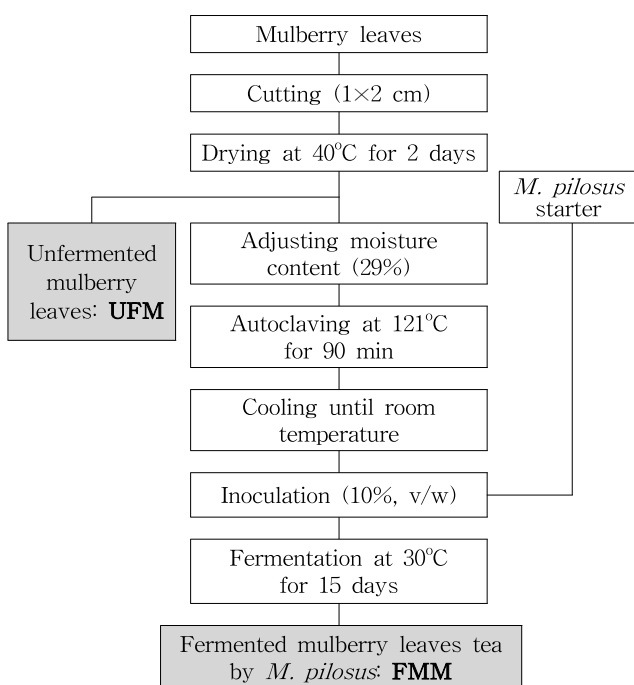 Mulberry leaves
Cutting (1×2 cm)
Drying at 40°C for 2 days
M. pilosus
starter
Unfermented
mulberry
leaves: UFM
Adjusting moisture
content (29%)
Autoclaving at 121°C
for 90 min
Cooling until room
temperature
Inoculation (10%, v/w)
Fermentation at 30°C
for 15 days
Fermented mulberry leaves tea
by M. pilosus: FMM